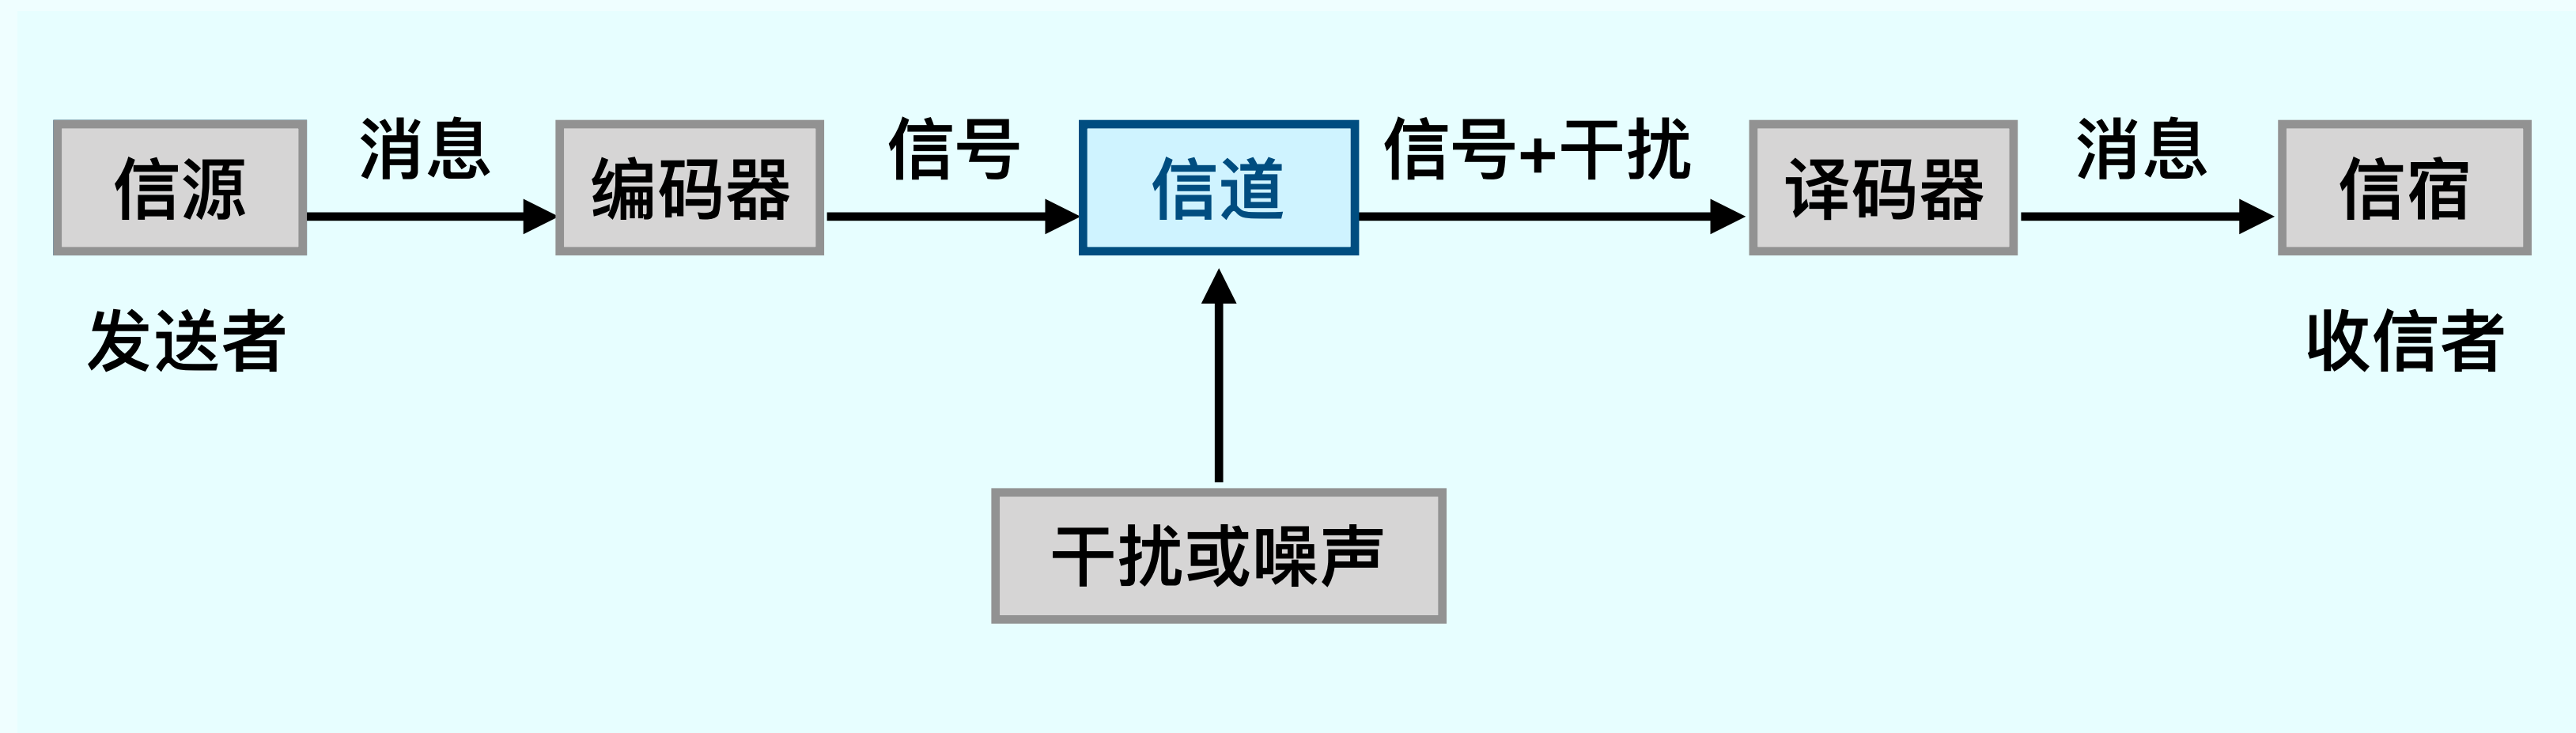 信源
消息
编码器
信号
信道
信号+干扰
译码器
消息
信宿
发送者
收信者
干扰或噪声